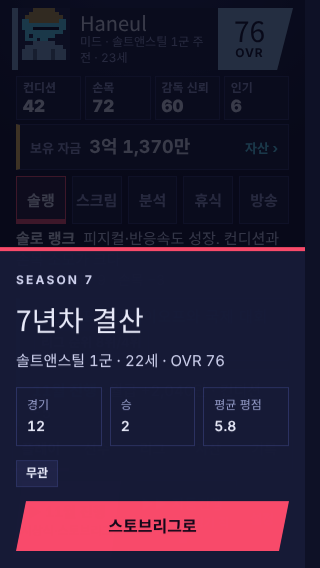 Haneul
미드 · 솔트앤스틸 1군 주
전 · 23세
76
OVR
컨디션
42
손목
72
감독 신뢰
60
인기
6
보유 자금 3억 1,370만
자산 ›
솔랭
스크림
분석
휴식
방송
솔로 랭크 피지컬·반응속도 성장. 컨디션과
SEASON 7
7년차 결산
솔트앤스틸 1군 · 22세 · OVR 76
경기
12
승
2
평균 평점
5.8
무관
스토브리그로